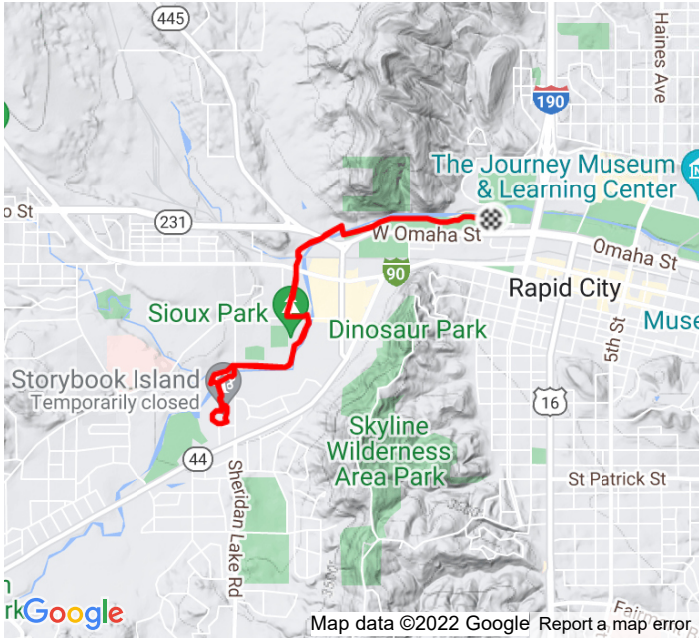 445
Haines Ave
190
The Journey Museum
& Learning Center
o St
231
W Omaha St
Omaha St
90
Rapid City
Sioux Park
Dinosaur Park
Muse
5th St
Storybook Island
Temporarily closed
16
Skyline
Wilderness
Area Park
44
Sheridan Lake Rd
St Patrick St
3500
3500
n
rk
Google
Map data ©2022 Google
Report a map error